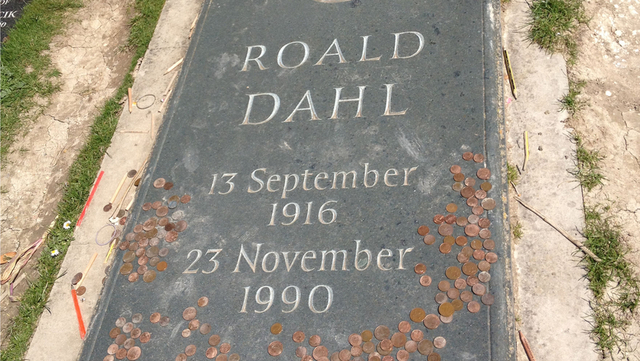 ROALD
DAHL
13 September
1916
23 November
1990